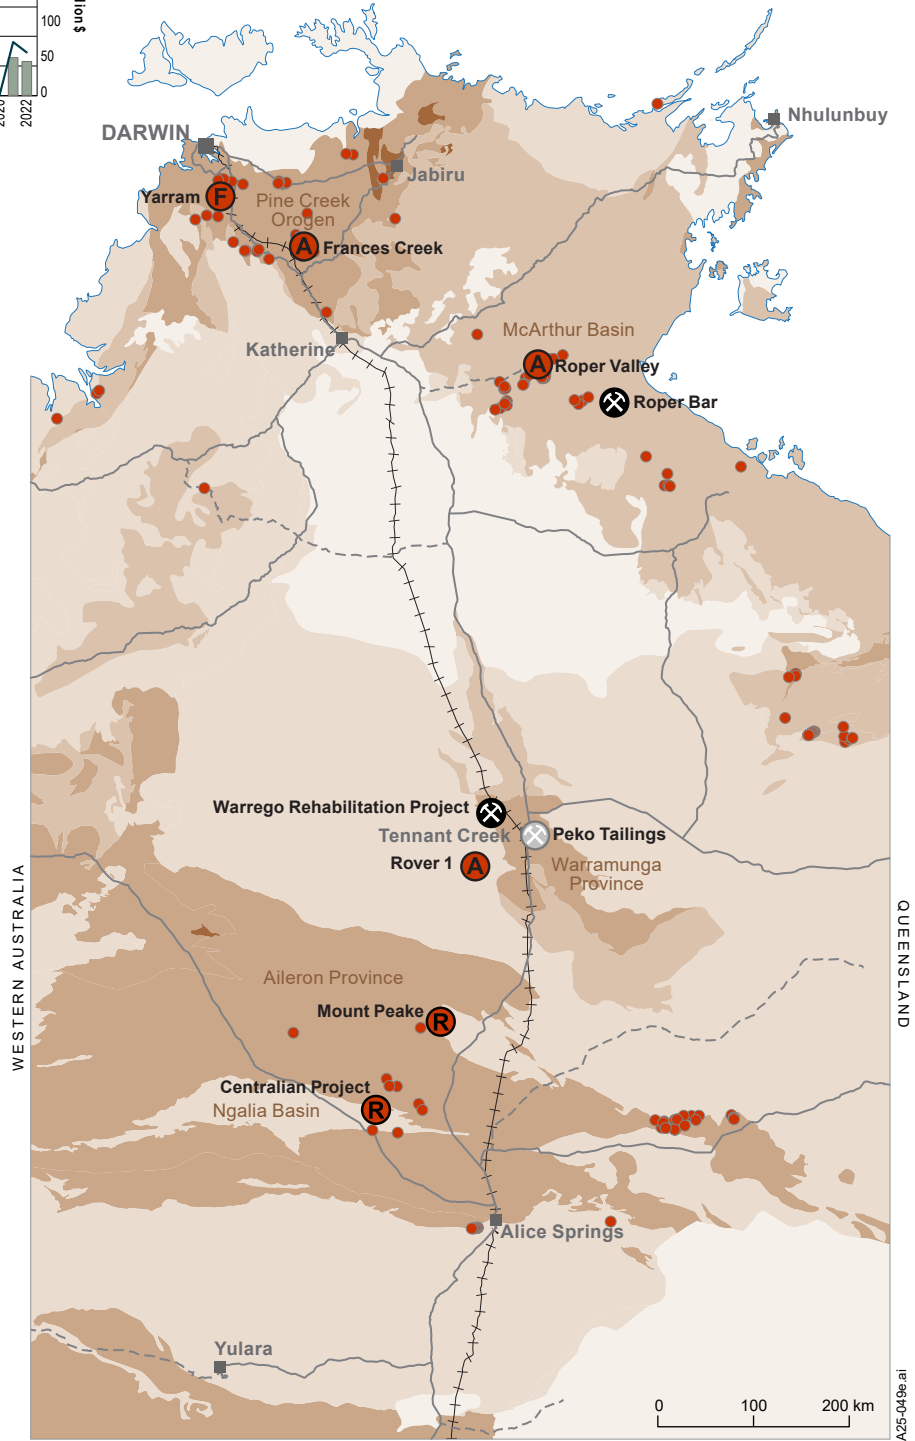 100
50
0
2020
2022
DARWIN
Nhulunbuy
Jabiru
Yarram
F
Pine Creek
Orogen
A
Frances Creek
McArthur Basin
Katherine
A
Roper Valley
Roper Bar
Warrego Rehabilitation Project
Tennant Creek
Peko Tailings
Rover 1
A
Warramunga
Province
WESTERN AUSTRALIA
QUEENSLAND
Aileron Province
Mount Peake
R
Centralian Project
R
Ngalia Basin
Alice Springs
Yulara
0
100
200 km
A25-049e.ai